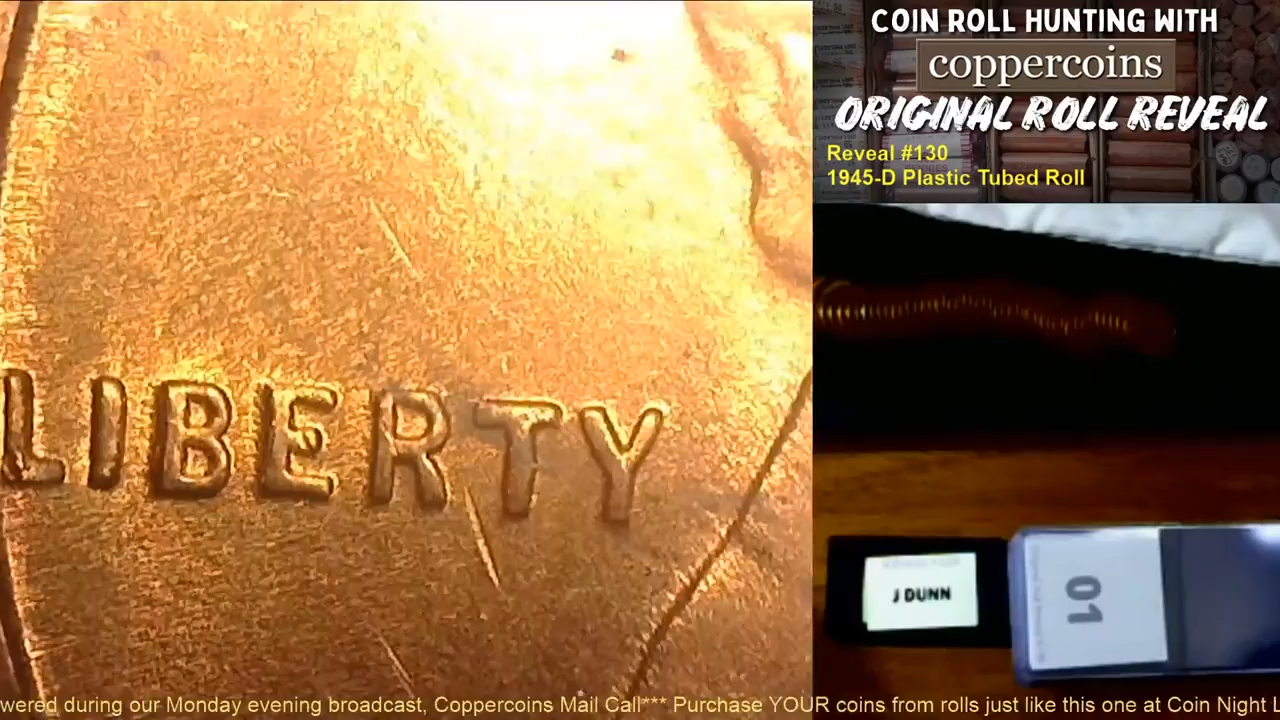 COIN ROLL HUNTING WITH
coppercoins
ORIGINAL ROLL REVEAL
Reveal #130
1945-D Plastic Tubed Roll
LIBERTY
J DUNN
01
wered during our Monday evening broadcast, Coppercoins Mail Call*** Purchase YOUR coins from rolls just like this one at Coin Night L